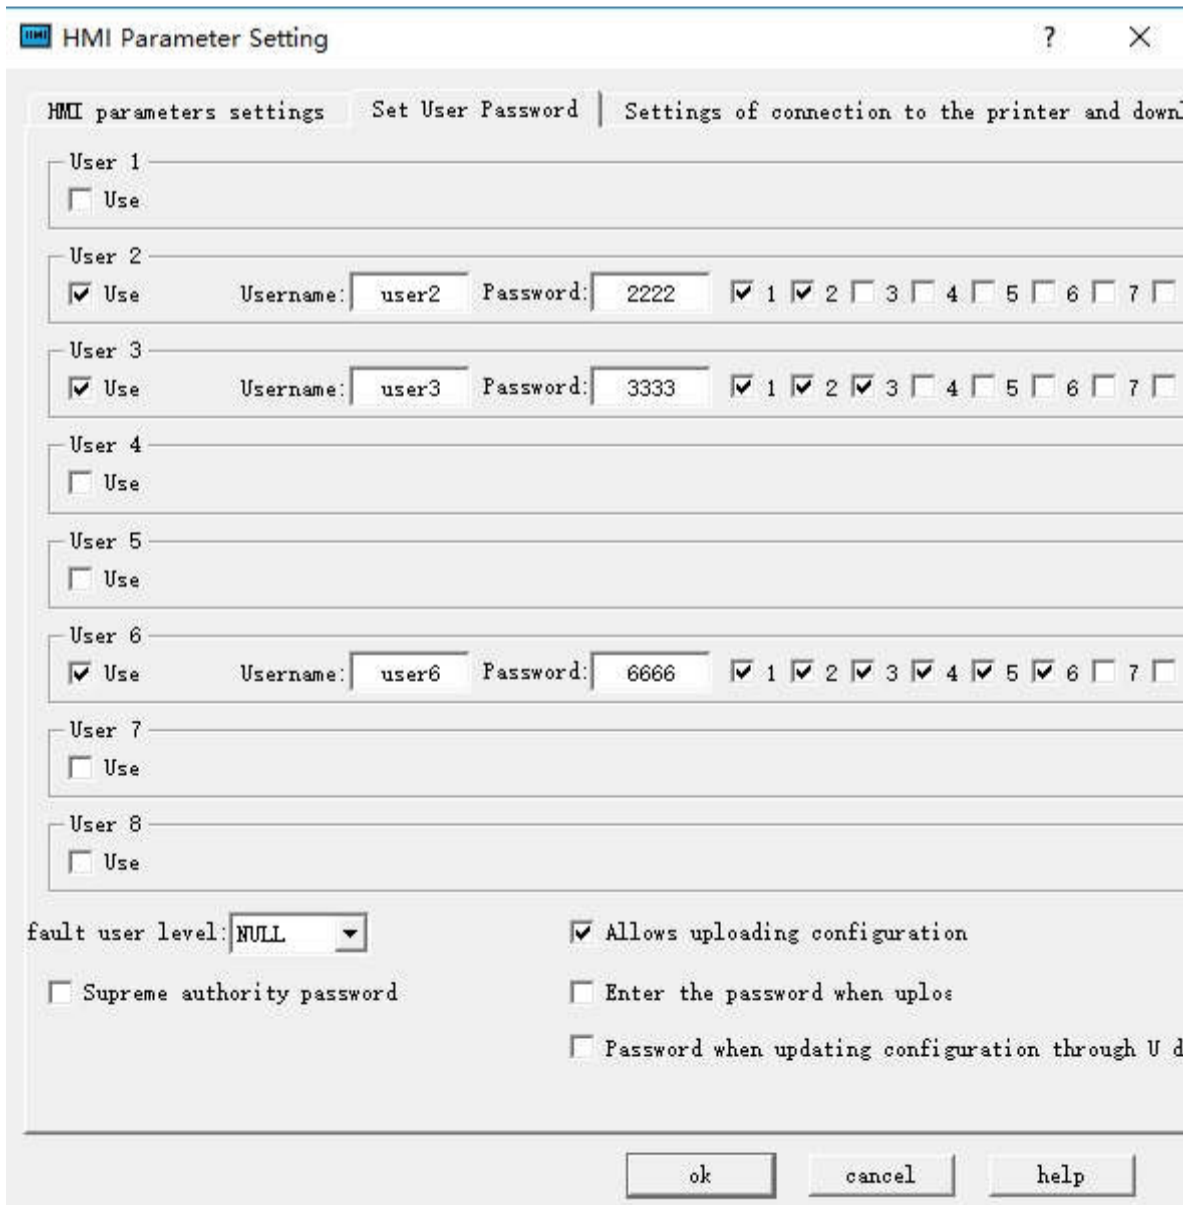 HMI Parameter Setting ? ×
HMI parameters settings Set User Password Settings of connection to the printer and downl
User 1
Use
User 2
Use Username: user2 Password: 2222 1 2 3 4 5 6 7
User 3
Use Username: user3 Password: 3333 1 2 3 4 5 6 7
User 4
Use
User 5
Use
User 6
Use Username: user6 Password: 6666 1 2 3 4 5 6 7
User 7
Use
User 8
Use
fault user level: NULL Allows uploading configuration
Supreme authority password Enter the password when uploa
Password when updating configuration through U d
ok cancel help